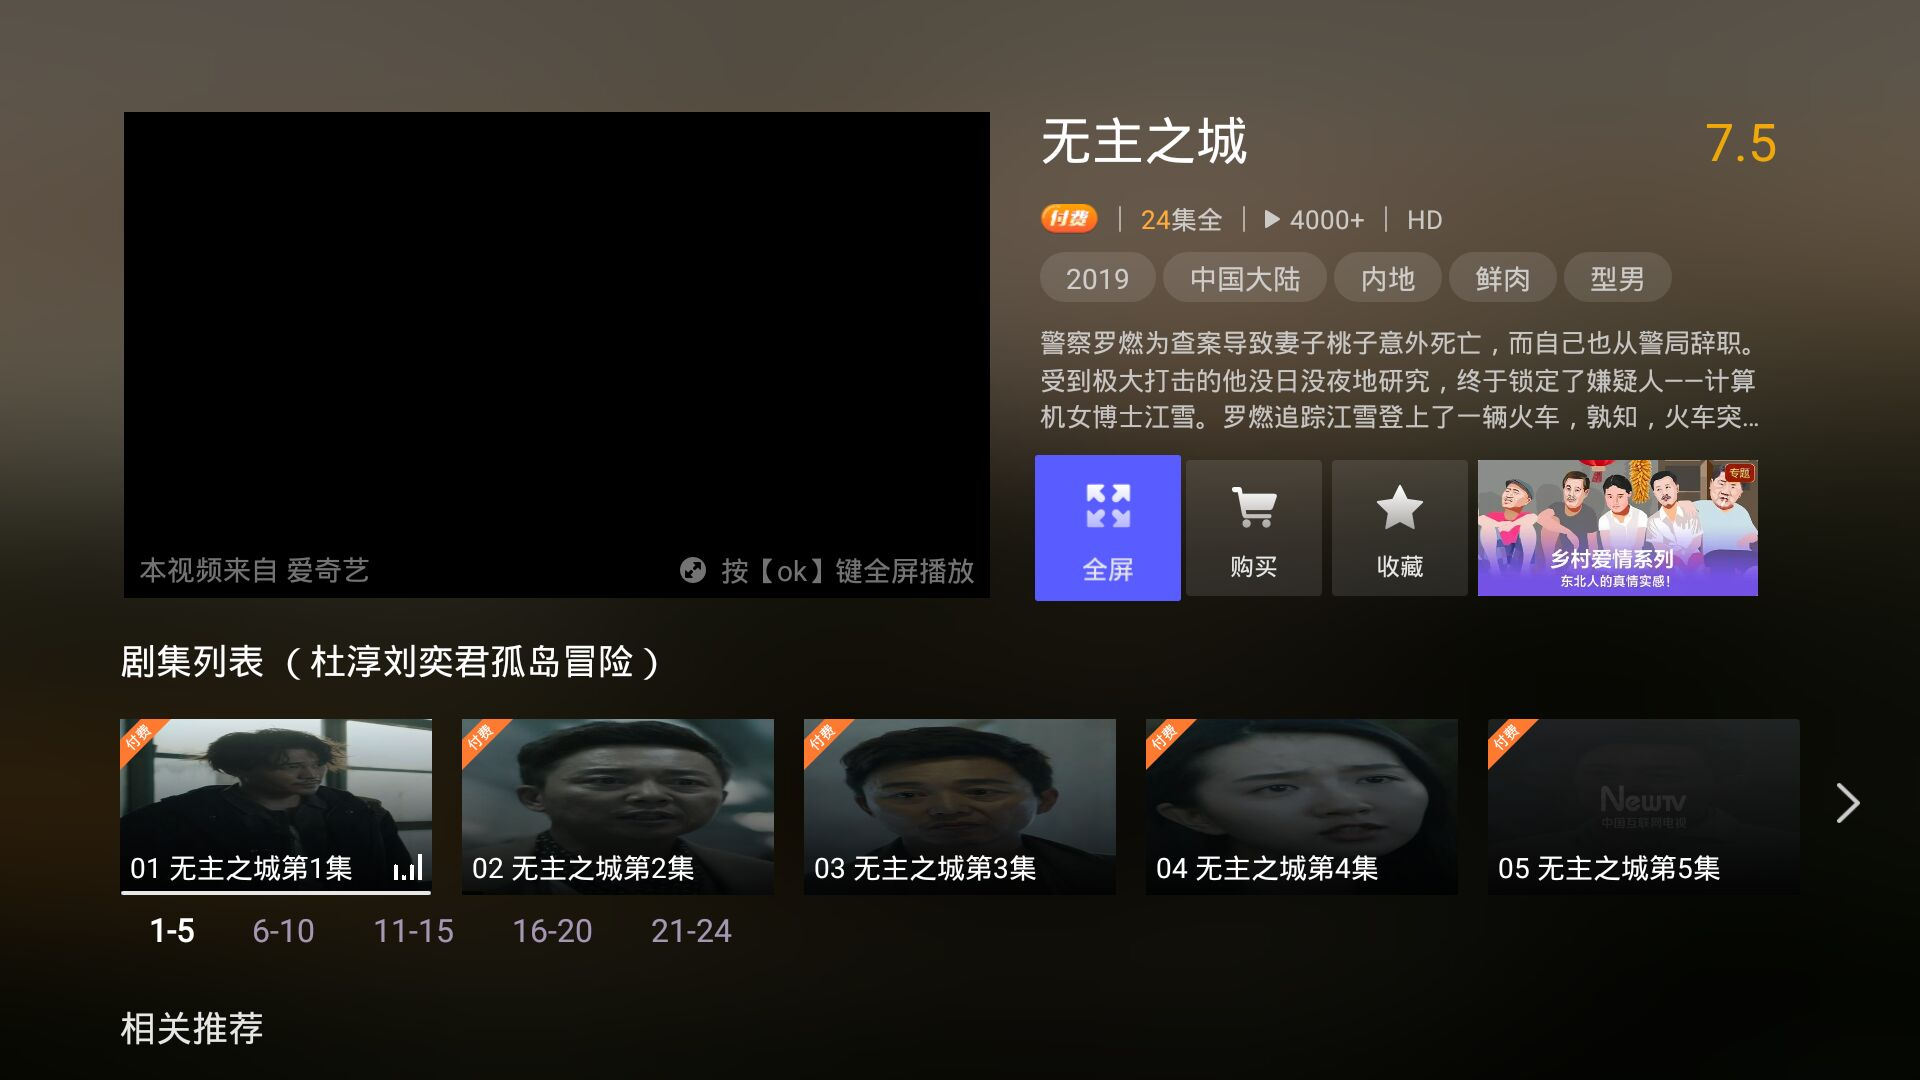 无主之城
7.5
付费 | 24集全 | 4000+ | HD
2019 中国大陆 内地 鲜肉 型男
警察罗燃为查案导致妻子桃子意外死亡，而自己也从警局辞职。
受到极大打击的他没日没夜地研究，终于锁定了嫌疑人——计算
机女博士江雪。罗燃追踪江雪登上了一辆火车，孰知，火车突...
本视频来自 爱奇艺
按【ok】键全屏播放
全屏
购买
收藏
专题
乡村爱情系列
东北人的真情实感！
剧集列表 （杜淳刘奕君孤岛冒险）
付费
01 无主之城第1集
付费
02 无主之城第2集
付费
03 无主之城第3集
付费
04 无主之城第4集
付费
NewTV
中国互联网电视
05 无主之城第5集
1-5 6-10 11-15 16-20 21-24
相关推荐